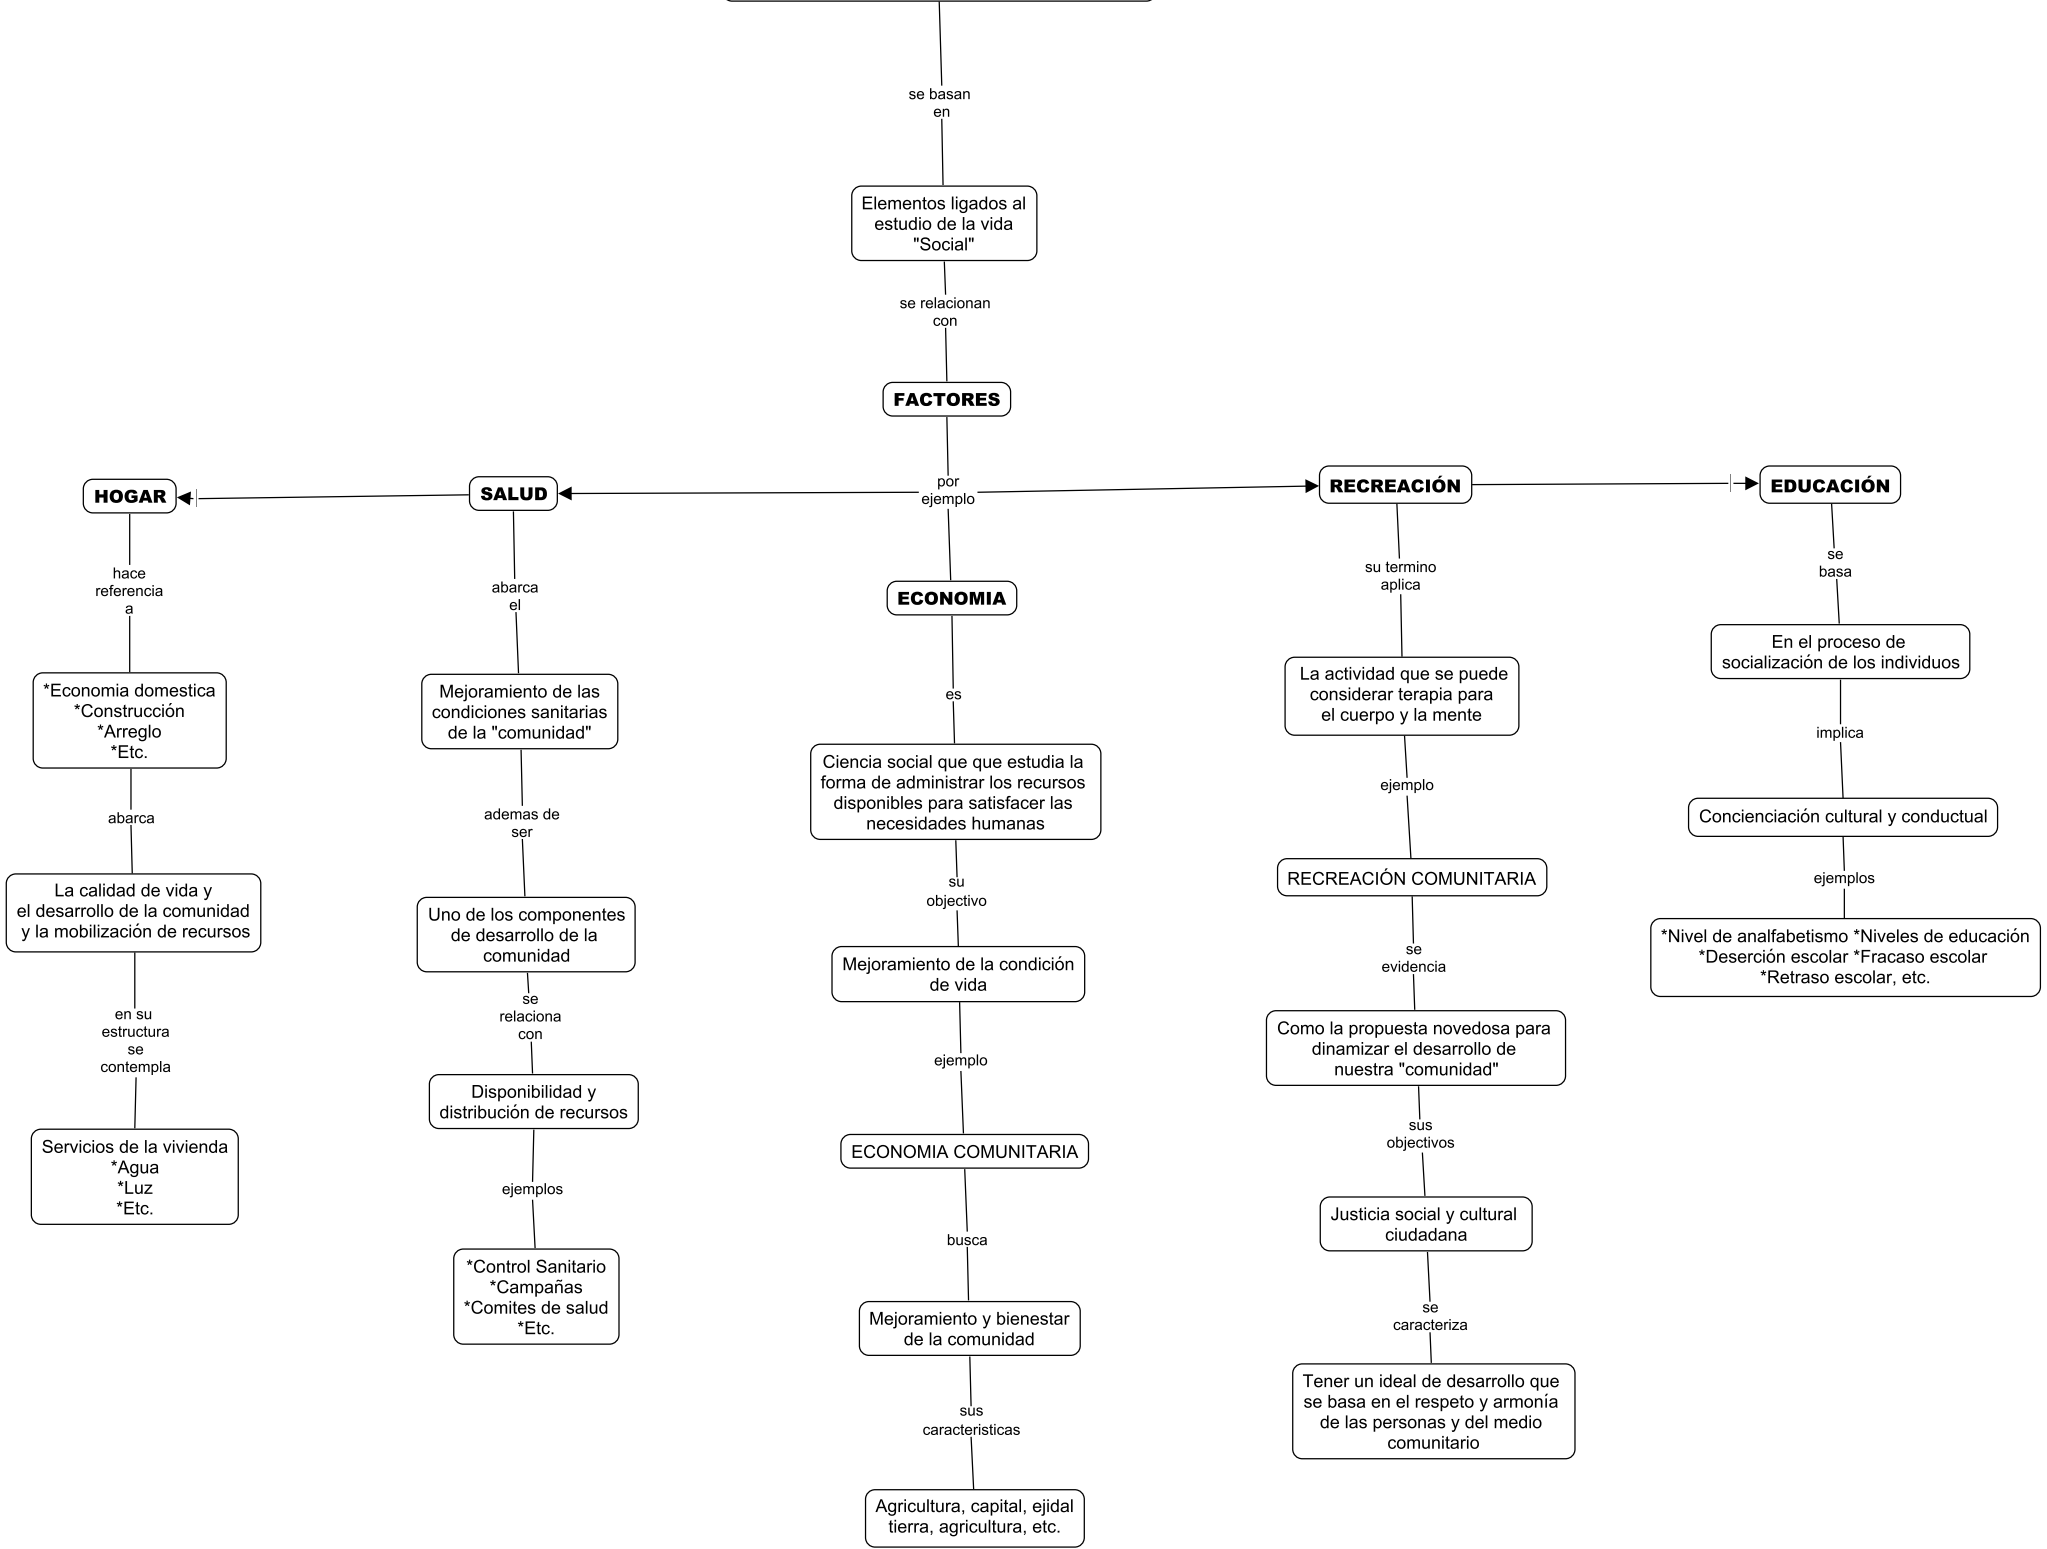 se basan
en
Elementos ligados al
estudio de la vida
"Social"
se relacionan
con
FACTORES
por
ejemplo
HOGAR
hace
referencia
a
*Economia domestica
*Construcción
*Arreglo
*Etc.
abarca
La calidad de vida y
el desarrollo de la comunidad
y la mobilización de recursos
en su
estructura
se
contempla
Servicios de la vivienda
*Agua
*Luz
*Etc.
SALUD
abarca
el
Mejoramiento de las
condiciones sanitarias
de la "comunidad"
ademas de
ser
Uno de los componentes
de desarrollo de la
comunidad
se
relaciona
con
Disponibilidad y
distribución de recursos
ejemplos
*Control Sanitario
*Campañas
*Comites de salud
*Etc.
ECONOMIA
es
Ciencia social que que estudia la
forma de administrar los recursos
disponibles para satisfacer las
necesidades humanas
su
objectivo
Mejoramiento de la condición
de vida
ejemplo
ECONOMIA COMUNITARIA
busca
Mejoramiento y bienestar
de la comunidad
sus
caracteristicas
Agricultura, capital, ejidal
tierra, agricultura, etc.
RECREACIÓN
su termino
aplica
La actividad que se puede
considerar terapia para
el cuerpo y la mente
ejemplo
RECREACIÓN COMUNITARIA
se
evidencia
Como la propuesta novedosa para
dinamizar el desarrollo de
nuestra "comunidad"
sus
objectivos
Justicia social y cultural
ciudadana
se
caracteriza
Tener un ideal de desarrollo que
se basa en el respeto y armonía
de las personas y del medio
comunitario
EDUCACIÓN
se
basa
En el proceso de
socialización de los individuos
implica
Concienciación cultural y conductual
ejemplos
*Nivel de analfabetismo *Niveles de educación
*Deserción escolar *Fracaso escolar
*Retraso escolar, etc.